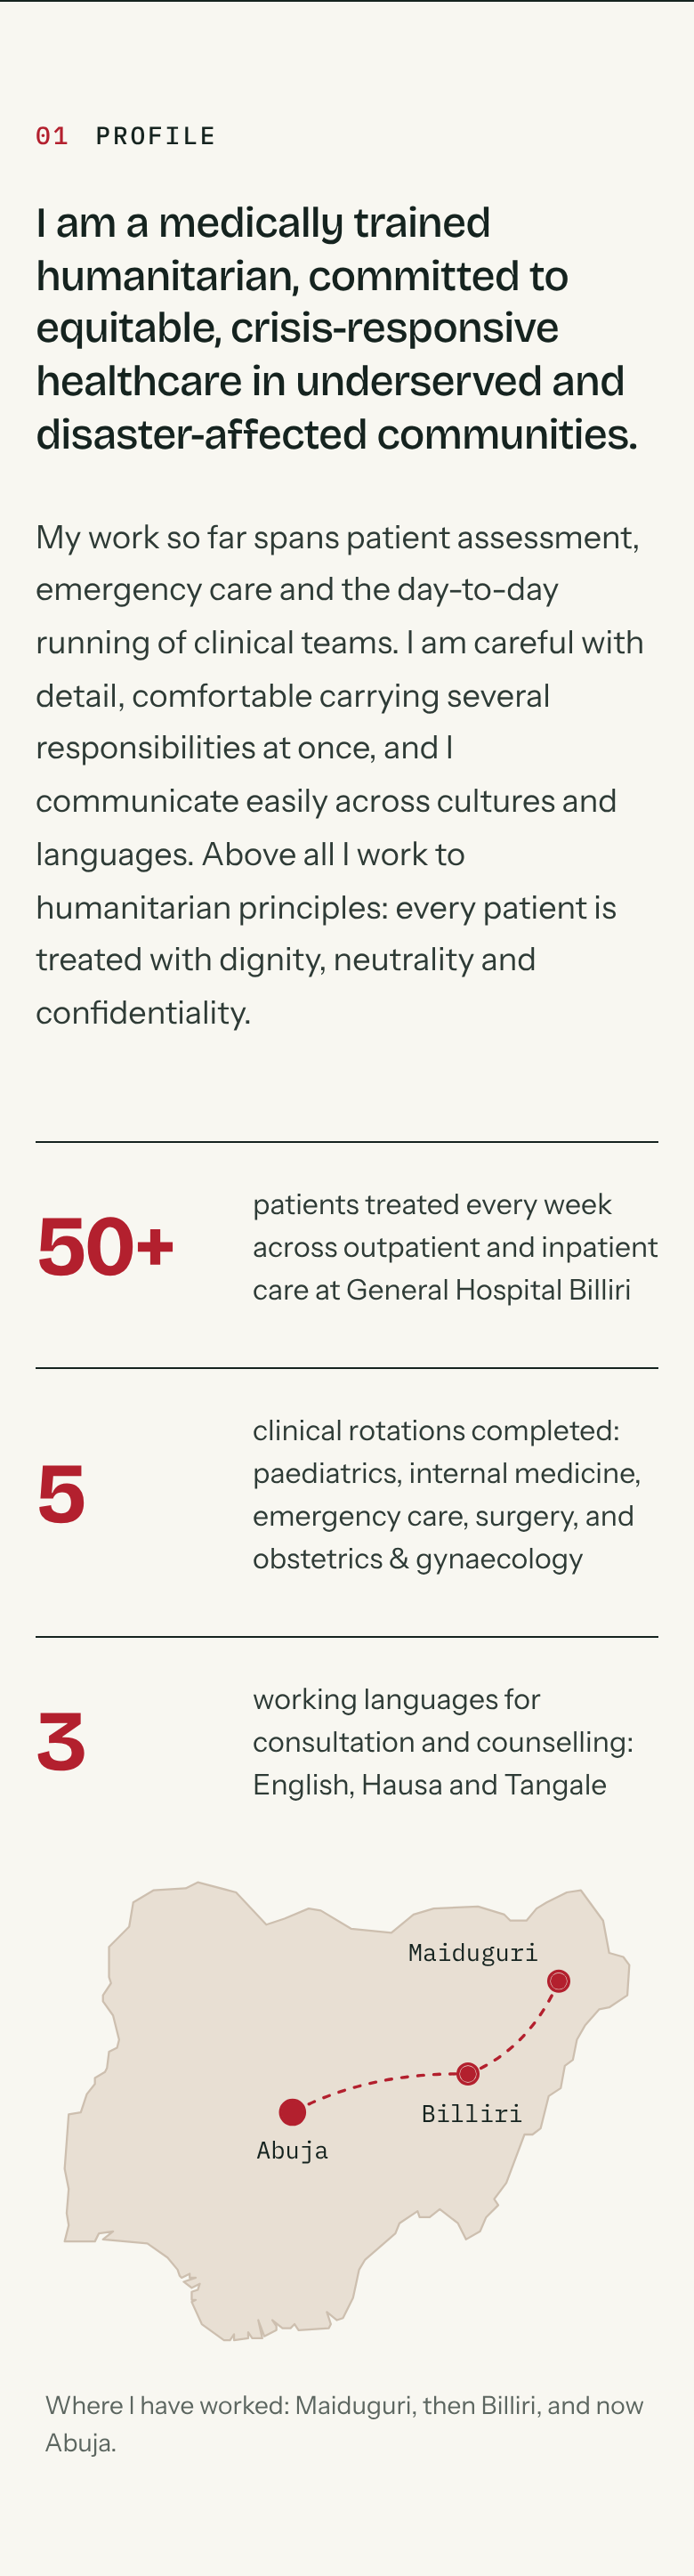 01 PROFILE
I am a medically trained
humanitarian, committed to
equitable, crisis-responsive
healthcare in underserved and
disaster-affected communities.
My work so far spans patient assessment,
emergency care and the day-to-day
running of clinical teams. I am careful with
detail, comfortable carrying several
responsibilities at once, and I
communicate easily across cultures and
languages. Above all I work to
humanitarian principles: every patient is
treated with dignity, neutrality and
confidentiality.
50+
patients treated every week
across outpatient and inpatient
care at General Hospital Billiri
5
clinical rotations completed:
paediatrics, internal medicine,
emergency care, surgery, and
obstetrics & gynaecology
3
working languages for
consultation and counselling:
English, Hausa and Tangale
Maiduguri
Billiri
Abuja
Where I have worked: Maiduguri, then Billiri, and now
Abuja.